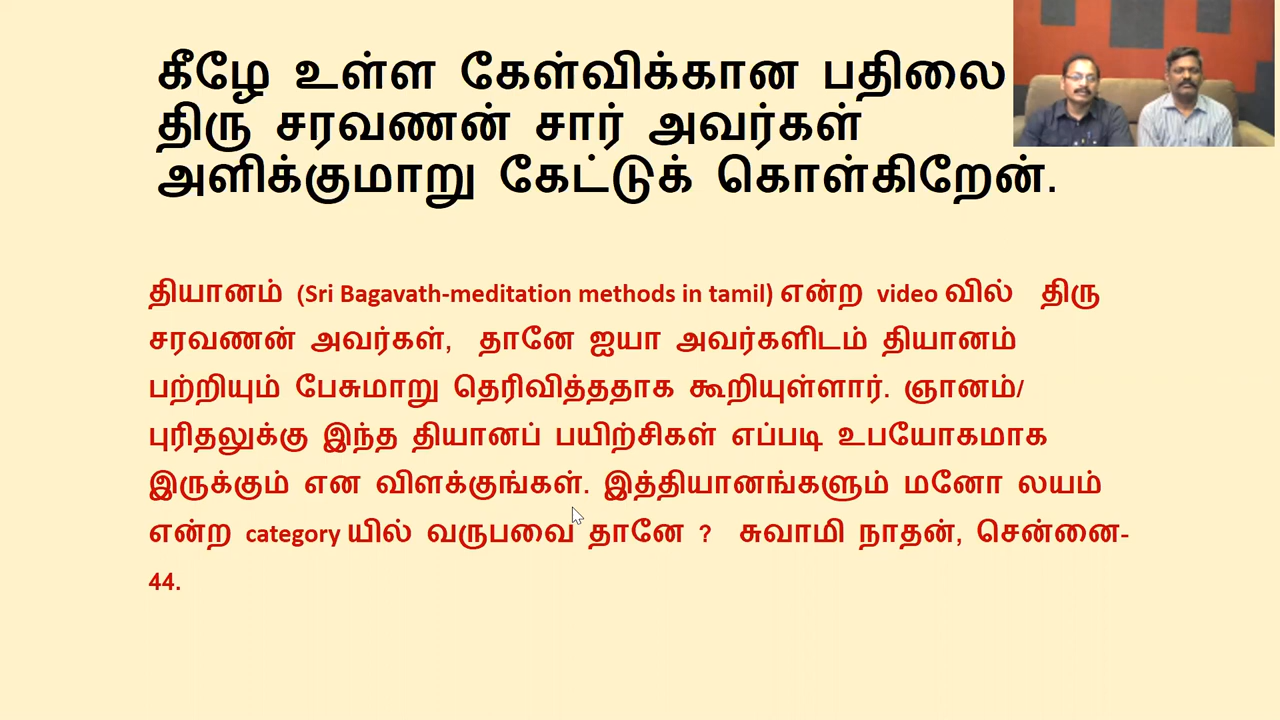 கீழே உள்ள கேள்விக்கான பதிலை
திரு சரவணன் சார் அவர்கள்
அளிக்குமாறு கேட்டுக் கொள்கிறேன்.
தியானம் (Sri Bagavath-meditation methods in tamil) என்ற video வில் திரு
சரவணன் அவர்கள், தானே ஐயா அவர்களிடம் தியானம்
பற்றியும் பேசுமாறு தெரிவித்ததாக கூறியுள்ளார். ஞானம்/
புரிதலுக்கு இந்த தியானப் பயிற்சிகள் எப்படி உபயோகமாக
இருக்கும் என விளக்குங்கள். இத்தியானங்களும் மனோ லயம்
என்ற category யில் வருபவை தானே ? சுவாமி நாதன், சென்னை-
44.